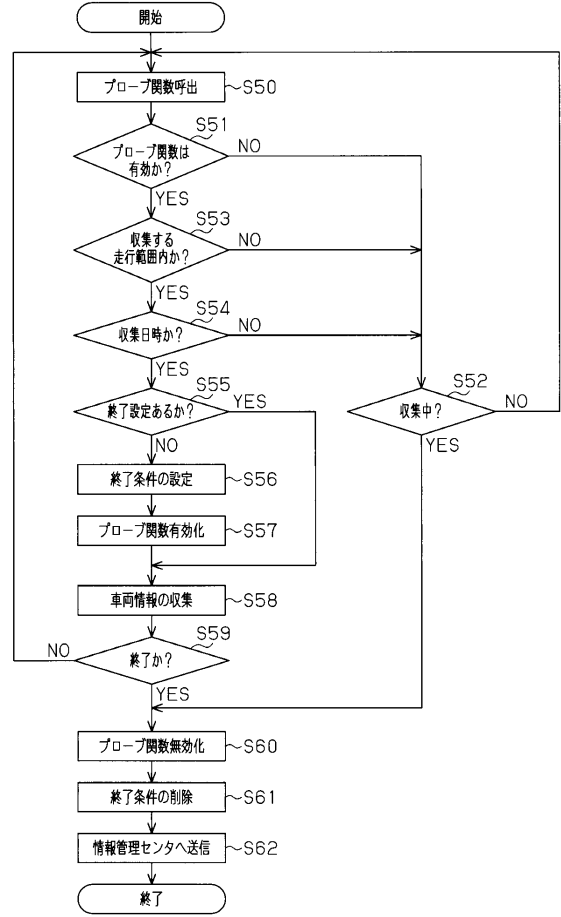 開始
プローブ関数呼出
S50
S51
プローブ関数は
有効か？
NO
YES
S53
収集する
走行範囲内か？
NO
YES
S54
収集日時か？
NO
YES
S55
終了設定あるか？
YES
NO
S52
収集中？
NO
YES
終了条件の設定
S56
プローブ関数有効化
S57
車両情報の収集
S58
S59
終了か？
NO
YES
プローブ関数無効化
S60
終了条件の削除
S61
情報管理センタへ送信
S62
終了